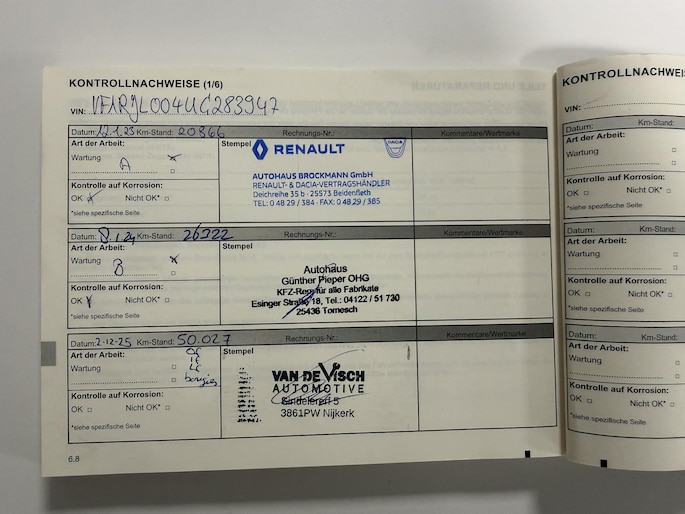 KONTROLLNACHWEISE (1/6)
VIN: VF1RJL004UC283947
Datum: 12.1.23 Km-Stand: 20866 Rechnungs-Nr.: Kommentare/Wertmarke
Art der Arbeit:
Wartung
A
Kontrolle auf Korrosion:
OK Nicht OK*
*siehe spezifische Seite
Stempel
RENAULT
DACIA
AUTOHAUS BROCKMANN GmbH
RENAULT- & DACIA-VERTRAGSHÄNDLER
Deichreihe 35 b - 25573 Beidenfleth
TEL: 0 48 29 / 384 - FAX: 0 48 29 / 385
Datum: 8.1.24 Km-Stand: 26322 Rechnungs-Nr.: Kommentare/Wertmarke
Art der Arbeit:
Wartung
B
Kontrolle auf Korrosion:
OK Nicht OK*
*siehe spezifische Seite
Stempel
Autohaus
Günther Pieper OHG
KFZ-Rep. für alle Fabrikate
Esinger Straße 18, Tel.: 04122 / 51 730
25436 Tornesch
Datum: 2-12-25 Km-Stand: 50.027 Rechnungs-Nr.: Kommentare/Wertmarke
Art der Arbeit:
Wartung
Kontrolle auf Korrosion:
OK Nicht OK*
*siehe spezifische Seite
Stempel
VAN DE VISCH
AUTOMOTIVE
3861PW Nijkerk
6.8
KONTROLLNACHWEISE
VIN:
Datum: Km-Stand:
Art der Arbeit:
Wartung
Kontrolle auf Korrosion:
OK Nicht OK*
*siehe spezifische Seite
Datum: Km-Stand:
Art der Arbeit:
Wartung
Kontrolle auf Korrosion:
OK Nicht OK*
*siehe spezifische Seite
Datum: Km-Stand:
Art der Arbeit:
Wartung
Kontrolle auf Korrosion:
OK Nicht OK*
*siehe spezifische Seite